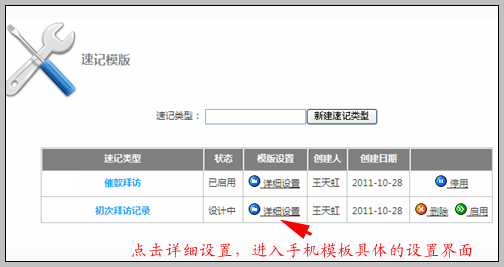 速记模版
速记类型： 新建速记类型
速记类型 状态 模版设置 创建人 创建日期
催款拜访 已启用 详细设置 王天虹 2011-10-28 停用
初次拜访记录 设计中 详细设置 王天虹 2011-10-28 删除 启用
点击详细设置，进入手机模板具体的设置界面